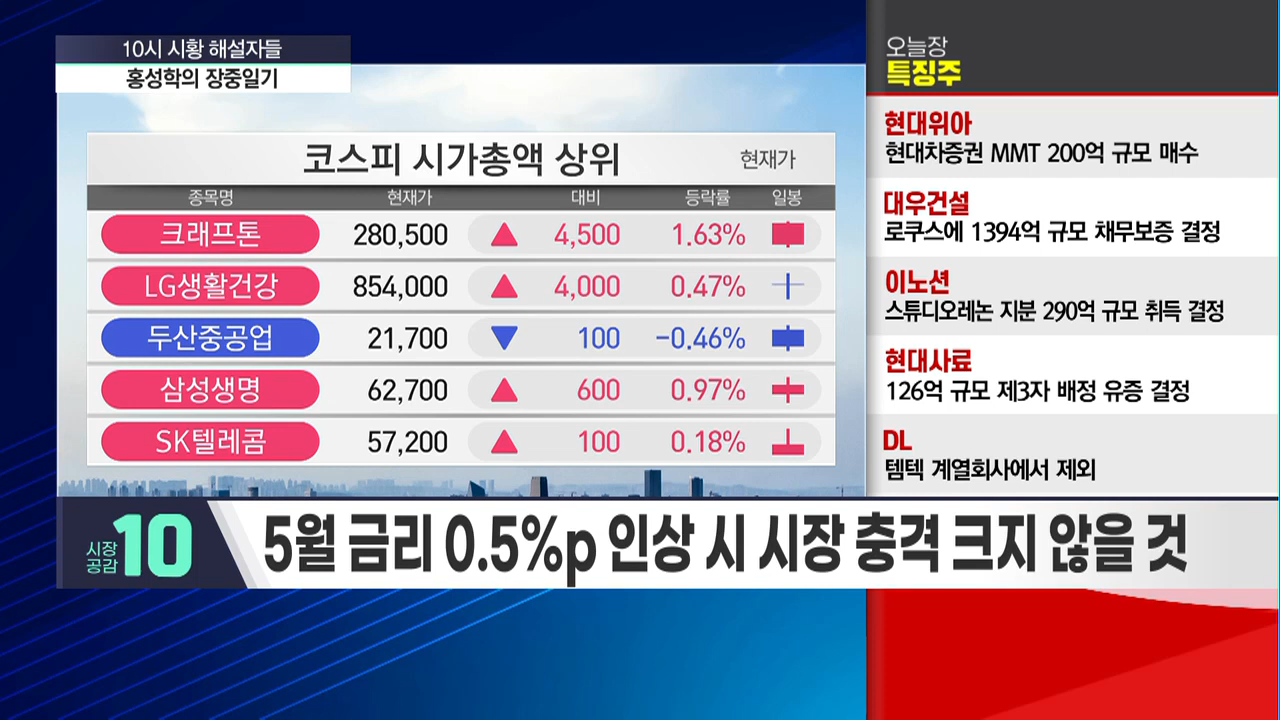 10시 시황 해설자들
홍성학의 장중일기
코스피 시가총액 상위 현재가
종목명 현재가 대비 등락률 일봉
크래프톤 280,500 ▲ 4,500 1.63%
LG생활건강 854,000 ▲ 4,000 0.47%
두산중공업 21,700 ▼ 100 -0.46%
삼성생명 62,700 ▲ 600 0.97%
SK텔레콤 57,200 ▲ 100 0.18%
오늘장
특징주
현대위아
현대차증권 MMT 200억 규모 매수
대우건설
로쿠스에 1394억 규모 채무보증 결정
이노션
스튜디오레논 지분 290억 규모 취득 결정
현대사료
126억 규모 제3자 배정 유증 결정
DL
템텍 계열회사에서 제외
시장
공감
10
5월 금리 0.5%p 인상 시 시장 충격 크지 않을 것